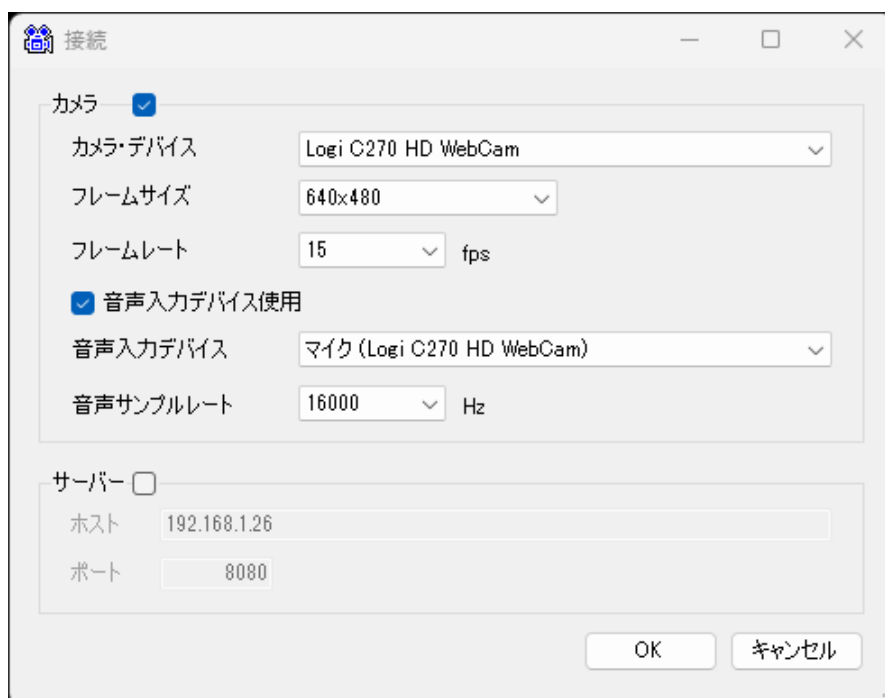 接続
カメラ
カメラ・デバイス Logi C270 HD WebCam
フレームサイズ 640x480
フレームレート 15 fps
音声入力デバイス使用
音声入力デバイス マイク (Logi C270 HD WebCam)
音声サンプルレート 16000 Hz
サーバー
ホスト 192.168.1.26
ポート 8080
OK キャンセル